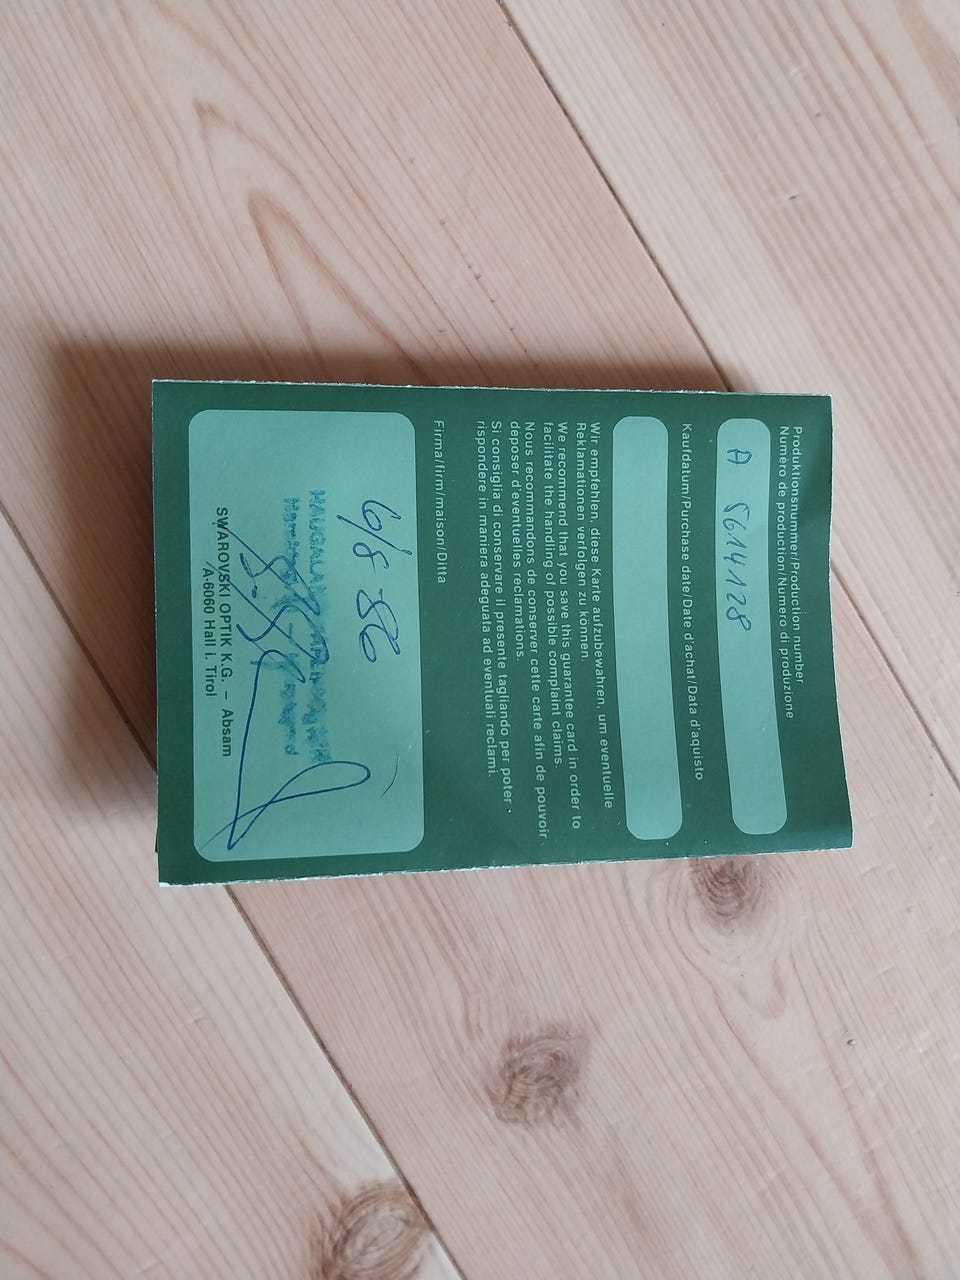 Produktionsnummer/Production number
Numéro de production/Numero di produzione
A 5614128
Kaufdatum/Purchase date/Date d'achat/Data d'aquisto
Wir empfehlen, diese Karte aufzubewahren, um eventuelle
Reklamationen verfolgen zu können.
We recommend that you save this guarantee card in order to
facilitate the handling of possible complaint claims.
Nous recommandons de conserver cette carte afin de pouvoir
deposer d'eventuelles réclamations.
Si consiglia di conservare il presente tagliando per poter
rispondere in maniera adeguata ad eventuali reclami.
Firma/firm/maison/Ditta
6/8-86
SWAROVSKI OPTIK K.G. – Absam
A-6060 Hall i. Tirol